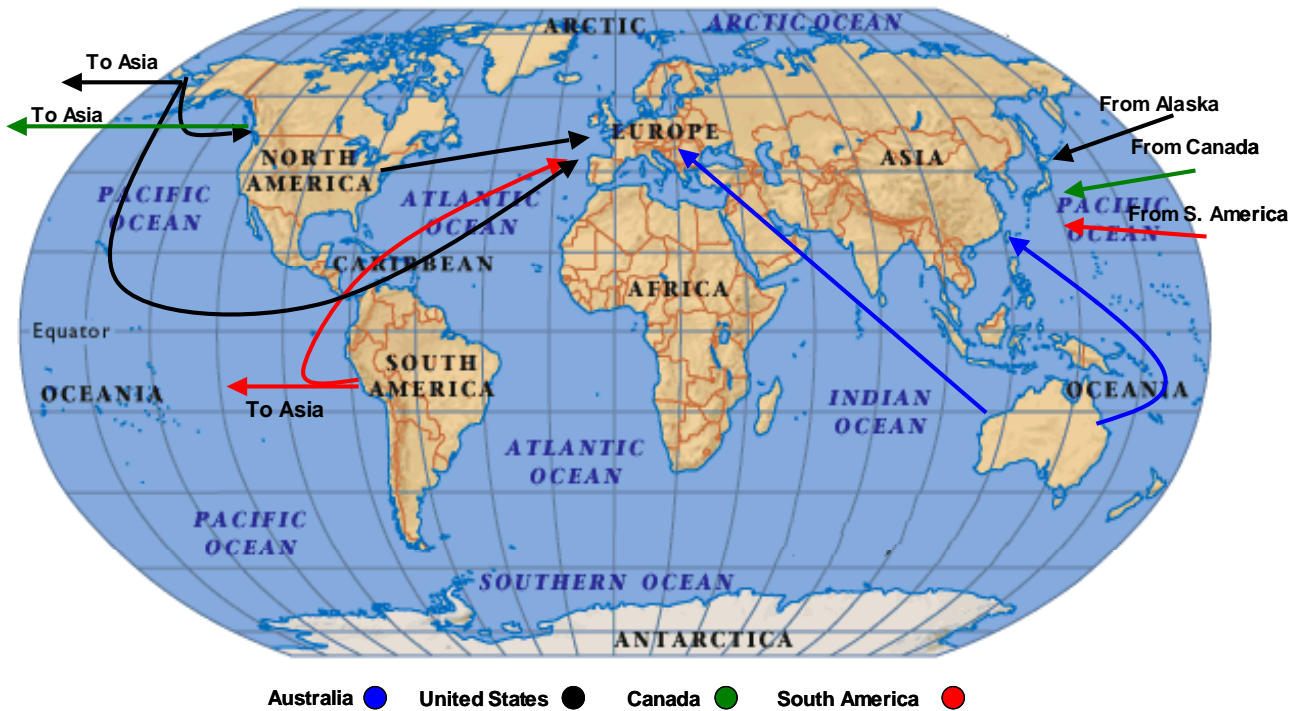 ARCTIC
ARCTIC OCEAN
To Asia
To Asia
From Alaska
EUROPE
From Canada
NORTH
AMERICA
ASIA
PACIFIC
OCEAN
ATLANTIC
OCEAN
PACIFIC
OCEAN
From S. America
CARIBBEAN
AFRICA
Equator
SOUTH
AMERICA
OCEANIA
To Asia
OCEANIA
INDIAN
OCEAN
ATLANTIC
OCEAN
PACIFIC
OCEAN
SOUTHERN OCEAN
ANTARCTICA
Australia United States Canada South America